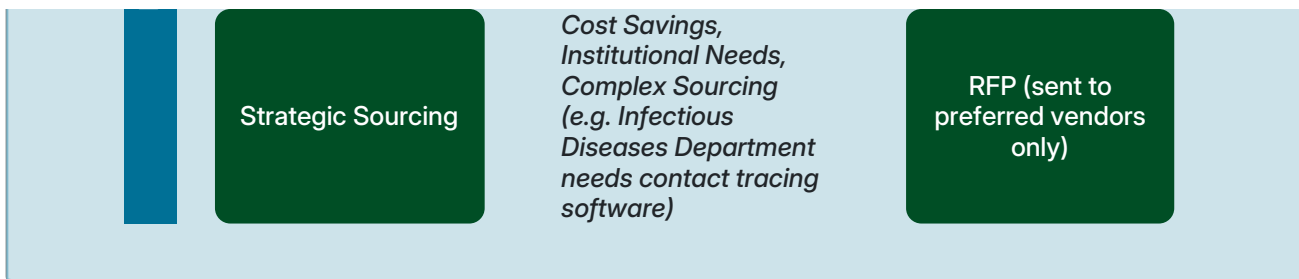 Strategic Sourcing
Cost Savings,
Institutional Needs,
Complex Sourcing
(e.g. Infectious
Diseases Department
needs contact tracing
software)
RFP (sent to
preferred vendors
only)